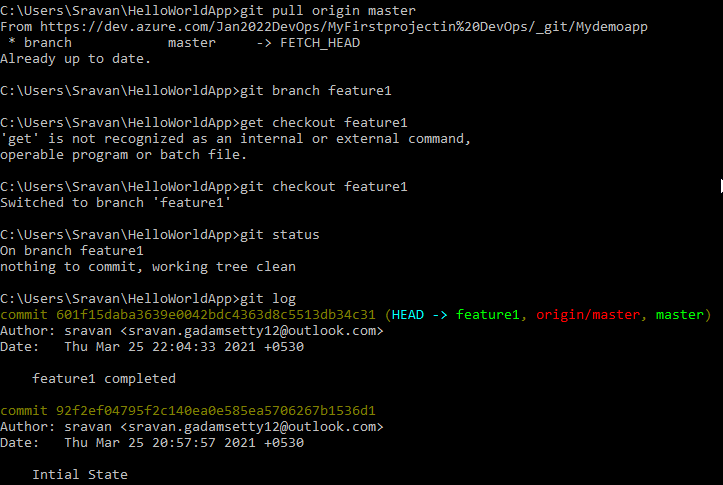 C:\Users\Sravan\HelloWorldApp>git pull origin master
From https://dev.azure.com/Jan2022DevOps/MyFirstprojectin%20DevOps/_git/Mydemoapp
 * branch            master     -> FETCH_HEAD
Already up to date.
C:\Users\Sravan\HelloWorldApp>git branch feature1
C:\Users\Sravan\HelloWorldApp>get checkout feature1
'get' is not recognized as an internal or external command,
operable program or batch file.
C:\Users\Sravan\HelloWorldApp>git checkout feature1
Switched to branch 'feature1'
C:\Users\Sravan\HelloWorldApp>git status
On branch feature1
nothing to commit, working tree clean
C:\Users\Sravan\HelloWorldApp>git log
commit 601f15daba3639e0042bdc4363d8c5513db34c31 (HEAD -> feature1, origin/master, master)
Author: sravan <sravan.gadamsetty12@outlook.com>
Date:   Thu Mar 25 22:04:33 2021 +0530
    feature1 completed
commit 92f2ef04795f2c140ea0e585ea5706267b1536d1
Author: sravan <sravan.gadamsetty12@outlook.com>
Date:   Thu Mar 25 20:57:57 2021 +0530
    Intial State